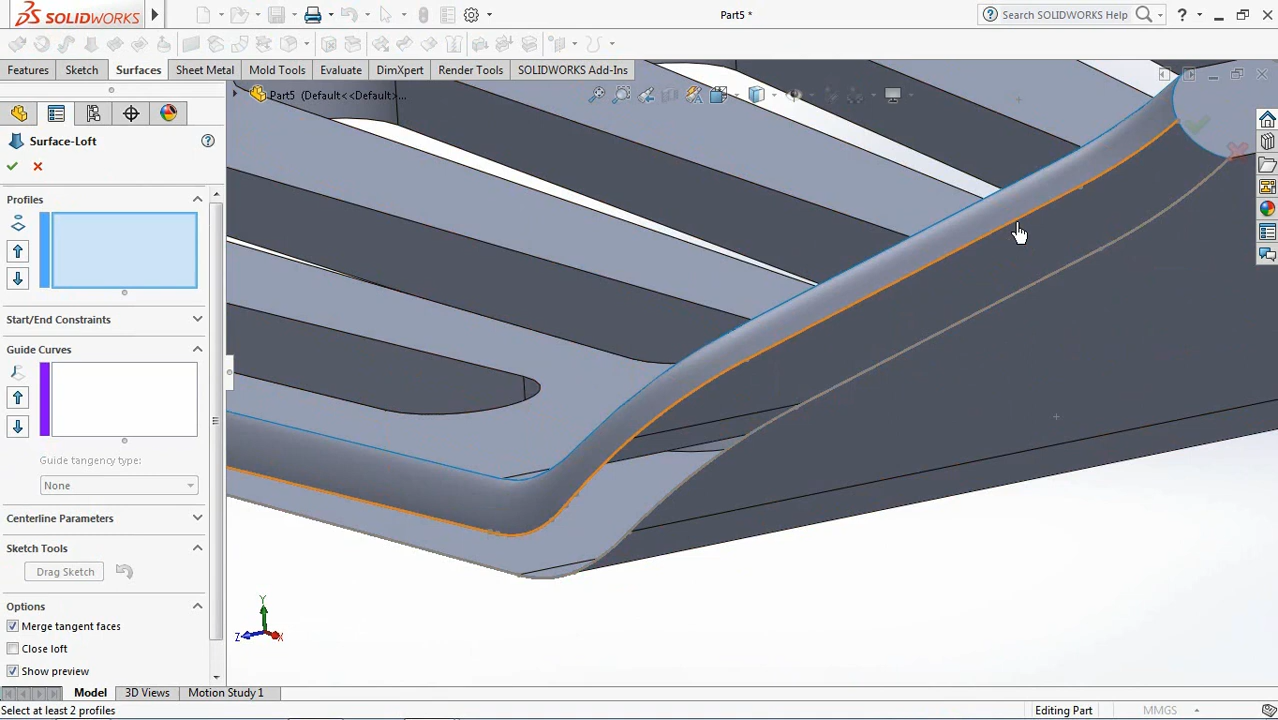 SOLIDWORKS
Part5 *
Search SOLIDWORKS Help
Features
Sketch
Surfaces
Sheet Metal
Mold Tools
Evaluate
DimXpert
Render Tools
SOLIDWORKS Add-Ins
Part5 (Default<<Default>...
Surface-Loft
Profiles
Start/End Constraints
Guide Curves
Guide tangency type:
None
Centerline Parameters
Sketch Tools
Drag Sketch
Options
Merge tangent faces
Close loft
Show preview
Y
Z
X
Model
3D Views
Motion Study 1
Select at least 2 profiles
Editing Part
MMGS